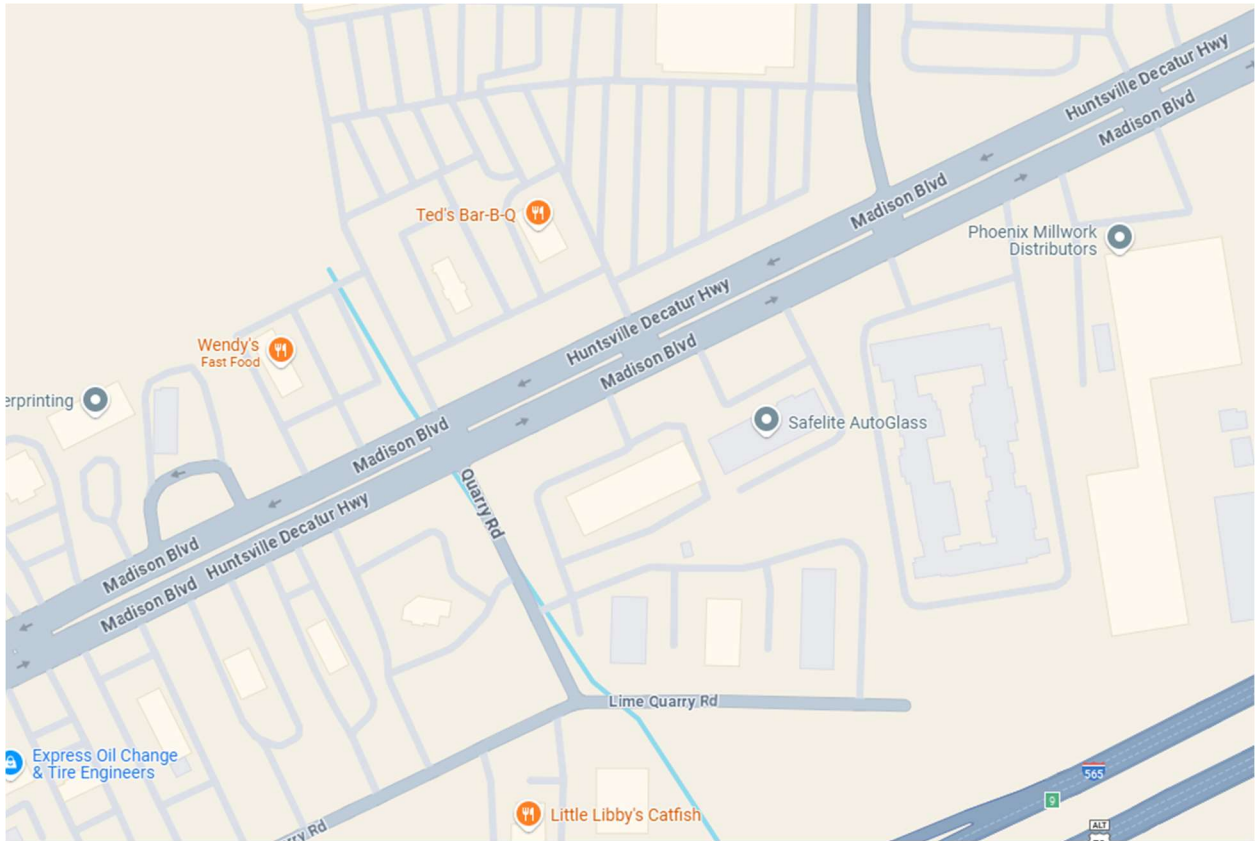 Huntsville Decatur Hwy
Madison Blvd
Madison Blvd
Ted's Bar-B-Q
Phoenix Millwork
Distributors
Huntsville Decatur Hwy
Wendy's
Fast Food
Madison Blvd
erprinting
Safelite AutoGlass
Madison Blvd
Quarry Rd
Huntsville Decatur Hwy
Madison Blvd
Madison Blvd
Lime Quarry Rd
Express Oil Change
& Tire Engineers
565
9
Little Libby's Catfish
ALT
rry Rd